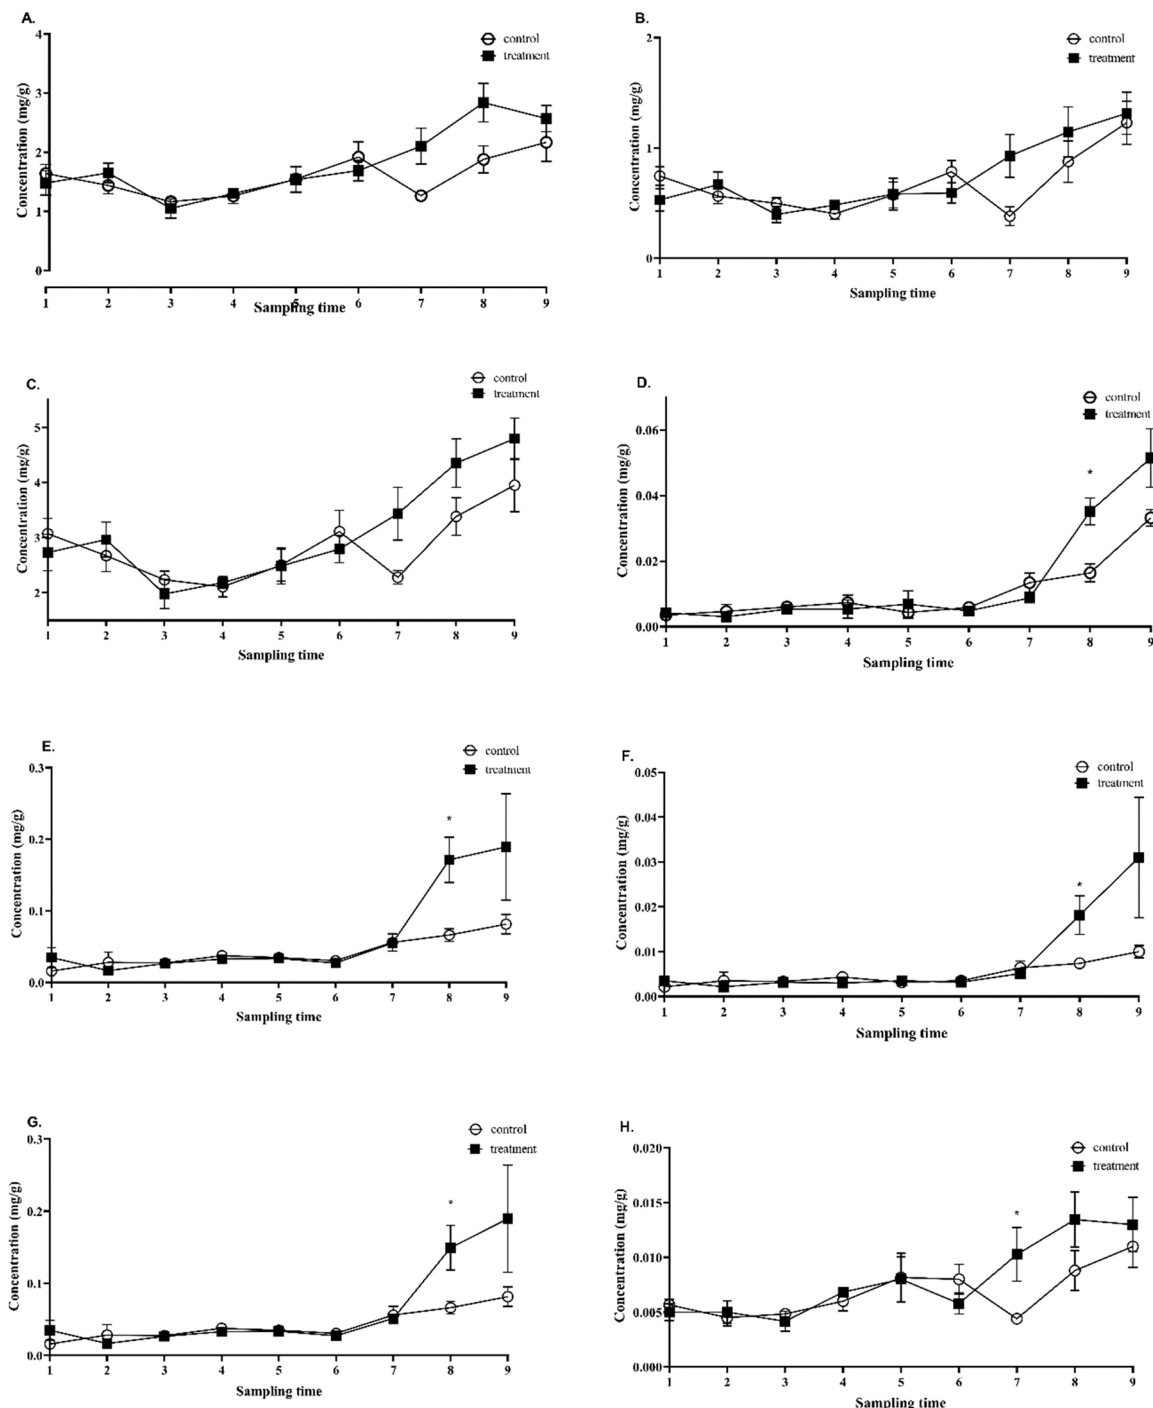 A.
control
treatment
Concentration (mg/g)
4
3
2
1
0
1 2 3 4 5 6 7 8 9
Sampling time
B.
control
treatment
Concentration (mg/g)
2
1
0
1 2 3 4 5 6 7 8 9
Sampling time
C.
control
treatment
Concentration (mg/g)
5
4
3
2
1 2 3 4 5 6 7 8 9
Sampling time
D.
control
treatment
Concentration (mg/g)
0.06
0.04
0.02
0.00
*
1 2 3 4 5 6 7 8 9
Sampling time
E.
control
treatment
Concentration (mg/g)
0.3
0.2
0.1
0.0
*
1 2 3 4 5 6 7 8 9
Sampling time
F.
control
treatment
Concentration (mg/g)
0.05
0.04
0.03
0.02
0.01
0.00
*
1 2 3 4 5 6 7 8 9
Sampling time
G.
control
treatment
Concentration (mg/g)
0.3
0.2
0.1
0.0
*
1 2 3 4 5 6 7 8 9
Sampling time
H.
control
treatment
Concentration (mg/g)
0.020
0.015
0.010
0.005
0.000
*
1 2 3 4 5 6 7 8 9
Sampling time